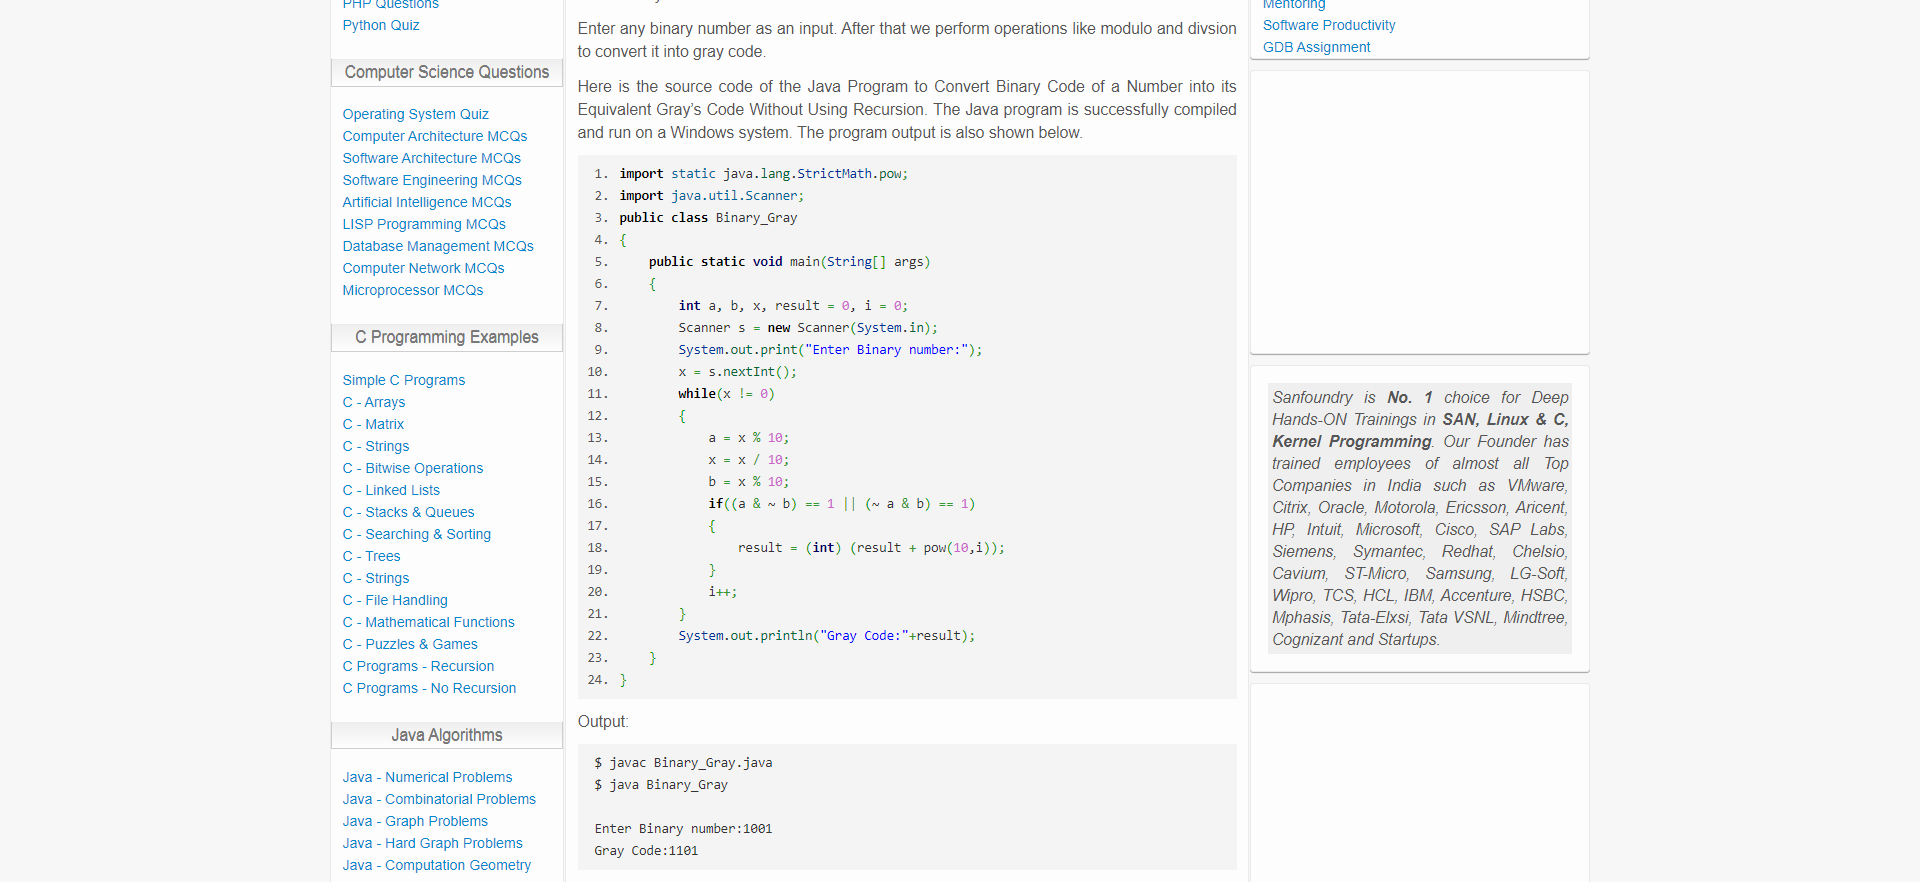 PHP Questions
Python Quiz
Computer Science Questions
Operating System Quiz
Computer Architecture MCQs
Software Architecture MCQs
Software Engineering MCQs
Artificial Intelligence MCQs
LISP Programming MCQs
Database Management MCQs
Computer Network MCQs
Microprocessor MCQs
C Programming Examples
Simple C Programs
C - Arrays
C - Matrix
C - Strings
C - Bitwise Operations
C - Linked Lists
C - Stacks & Queues
C - Searching & Sorting
C - Trees
C - Strings
C - File Handling
C - Mathematical Functions
C - Puzzles & Games
C Programs - Recursion
C Programs - No Recursion
Java Algorithms
Java - Numerical Problems
Java - Combinatorial Problems
Java - Graph Problems
Java - Hard Graph Problems
Java - Computation Geometry
Enter any binary number as an input. After that we perform operations like modulo and divsion
to convert it into gray code.
Here is the source code of the Java Program to Convert Binary Code of a Number into its
Equivalent Gray’s Code Without Using Recursion. The Java program is successfully compiled
and run on a Windows system. The program output is also shown below.
1. import static java.lang.StrictMath.pow;
2. import java.util.Scanner;
3. public class Binary_Gray
4. {
5.     public static void main(String[] args)
6.     {
7.         int a, b, x, result = 0, i = 0;
8.         Scanner s = new Scanner(System.in);
9.         System.out.print("Enter Binary number:");
10.         x = s.nextInt();
11.         while(x != 0)
12.         {
13.             a = x % 10;
14.             x = x / 10;
15.             b = x % 10;
16.             if((a & ~ b) == 1 || (~ a & b) == 1)
17.             {
18.                 result = (int) (result + pow(10,i));
19.             }
20.             i++;
21.         }
22.         System.out.println("Gray Code:"+result);
23.     }
24. }
Output:
$ javac Binary_Gray.java
$ java Binary_Gray
Enter Binary number:1001
Gray Code:1101
Mentoring
Software Productivity
GDB Assignment
Sanfoundry is No. 1 choice for Deep
Hands-ON Trainings in SAN, Linux & C,
Kernel Programming. Our Founder has
trained employees of almost all Top
Companies in India such as VMware,
Citrix, Oracle, Motorola, Ericsson, Aricent,
HP, Intuit, Microsoft, Cisco, SAP Labs,
Siemens, Symantec, Redhat, Chelsio,
Cavium, ST-Micro, Samsung, LG-Soft,
Wipro, TCS, HCL, IBM, Accenture, HSBC,
Mphasis, Tata-Elxsi, Tata VSNL, Mindtree,
Cognizant and Startups.